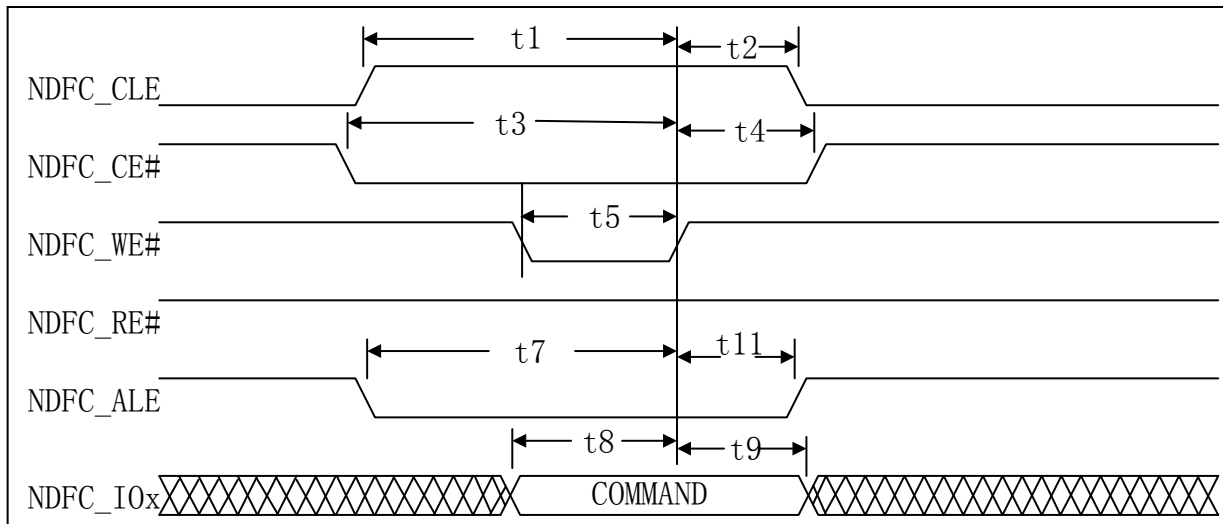 t1
t2
NDFC_CLE
t3
t4
NDFC_CE#
t5
NDFC_WE#
NDFC_RE#
t7
t11
NDFC_ALE
t8
t9
NDFC_IOx
COMMAND